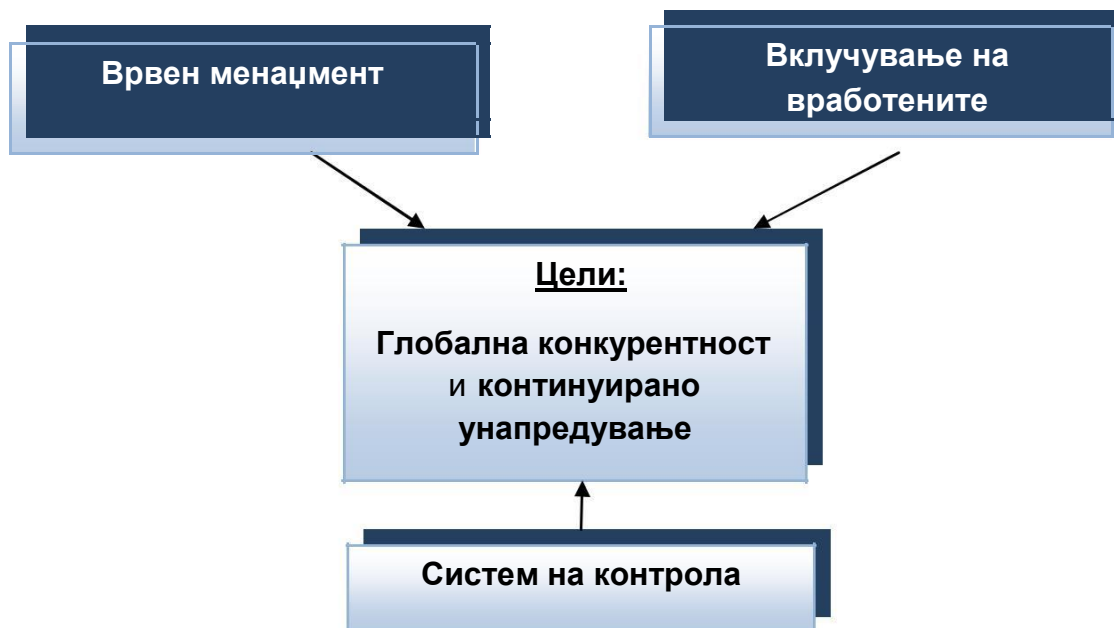 Врвен менаџмент
Вклучување на
вработените
Цели:
Глобална конкурентност
и континуирано
унапредување
Систем на контрола